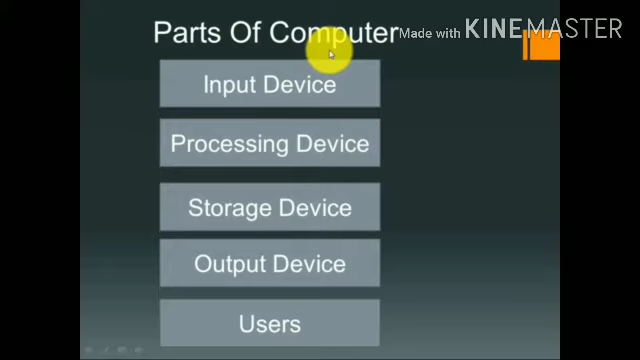 Parts Of Computer
Made with KINEMASTER
Input Device
Processing Device
Storage Device
Output Device
Users